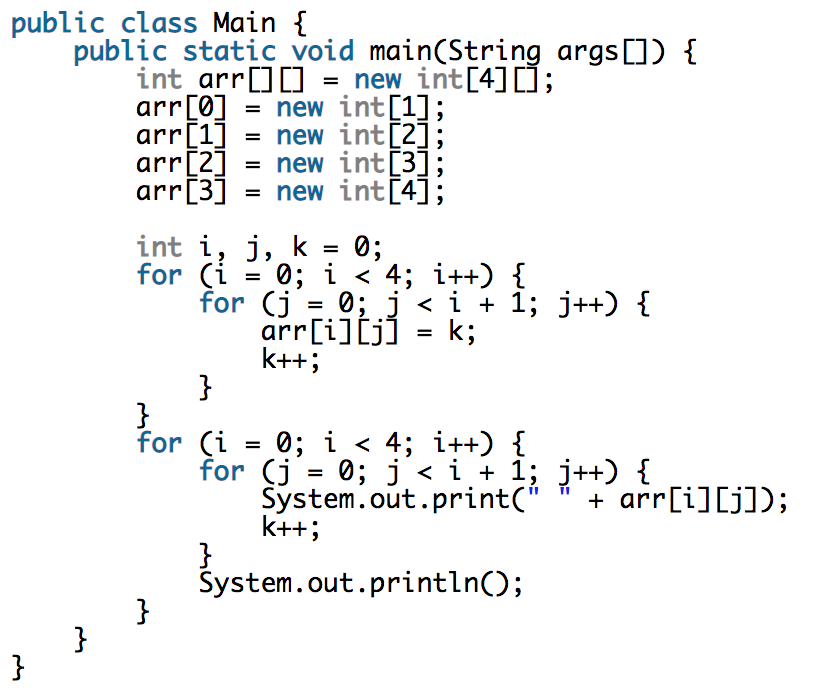 public class Main {
    public static void main(String args[]) {
        int arr[][] = new int[4][];
        arr[0] = new int[1];
        arr[1] = new int[2];
        arr[2] = new int[3];
        arr[3] = new int[4];

        int i, j, k = 0;
        for (i = 0; i < 4; i++) {
            for (j = 0; j < i + 1; j++) {
                arr[i][j] = k;
                k++;
            }
        }
        for (i = 0; i < 4; i++) {
            for (j = 0; j < i + 1; j++) {
                System.out.print(" " + arr[i][j]);
                k++;
            }
            System.out.println();
        }
    }
}